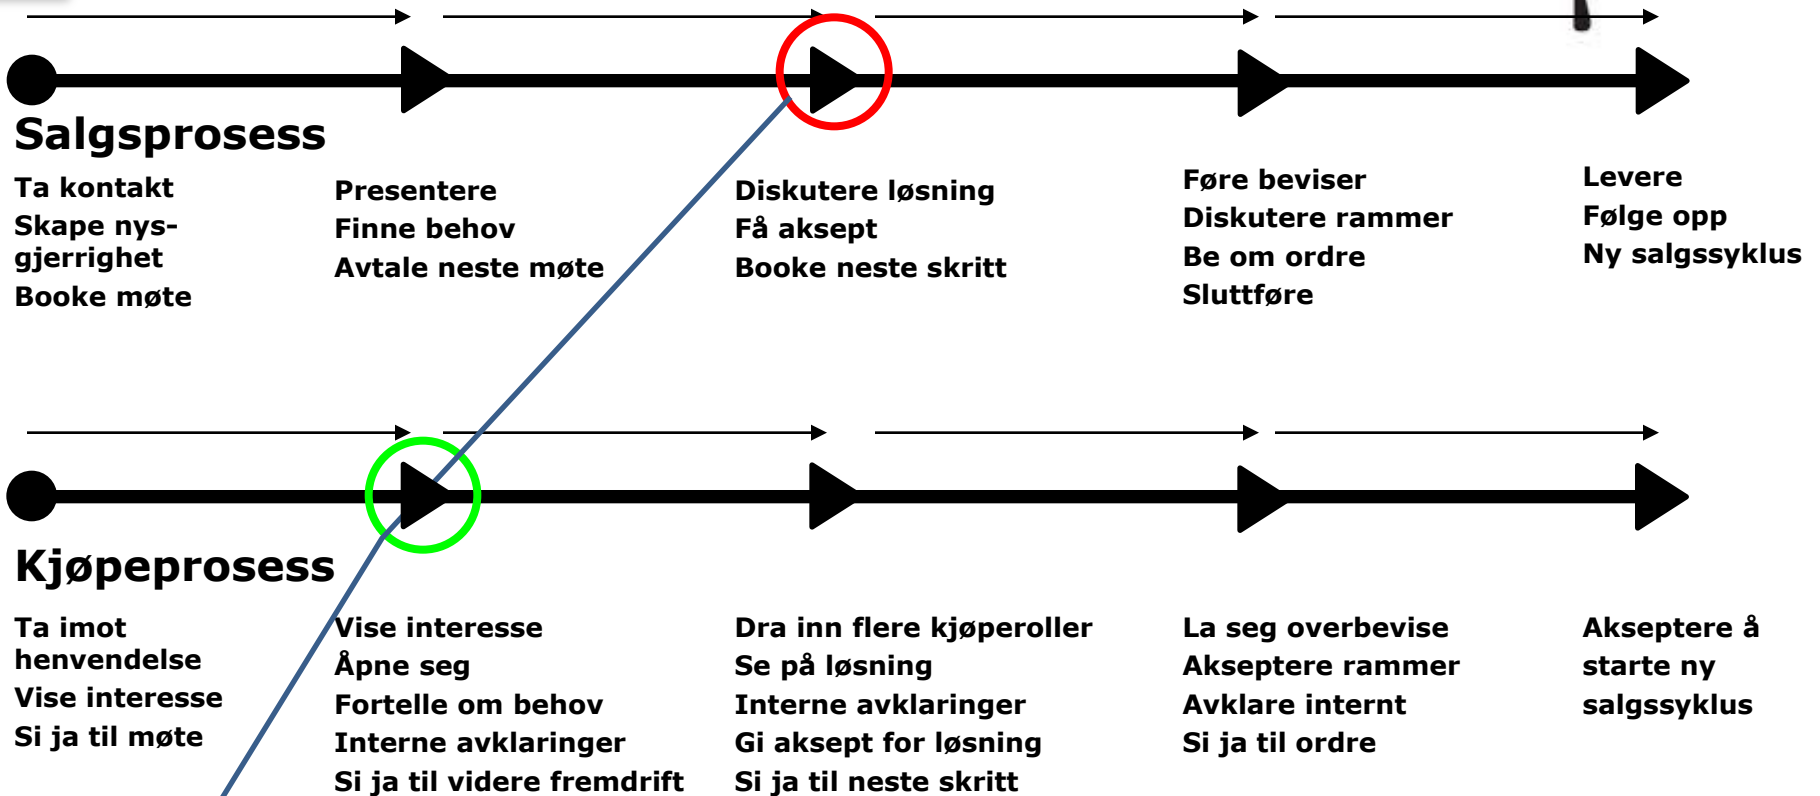 Salgsprosess
Ta kontakt
Skape nys-
gjerrighet
Booke møte
Presentere
Finne behov
Avtale neste møte
Diskutere løsning
Få aksept
Booke neste skritt
Føre beviser
Diskutere rammer
Be om ordre
Sluttføre
Levere
Følge opp
Ny salgssyklus
Kjøpeprosess
Ta imot
henvendelse
Vise interesse
Si ja til møte
Vise interesse
Åpne seg
Fortelle om behov
Interne avklaringer
Si ja til videre fremdrift
Dra inn flere kjøperoller
Se på løsning
Interne avklaringer
Gi aksept for løsning
Si ja til neste skritt
La seg overbevise
Akseptere rammer
Avklare internt
Si ja til ordre
Akseptere å
starte ny
salgssyklus